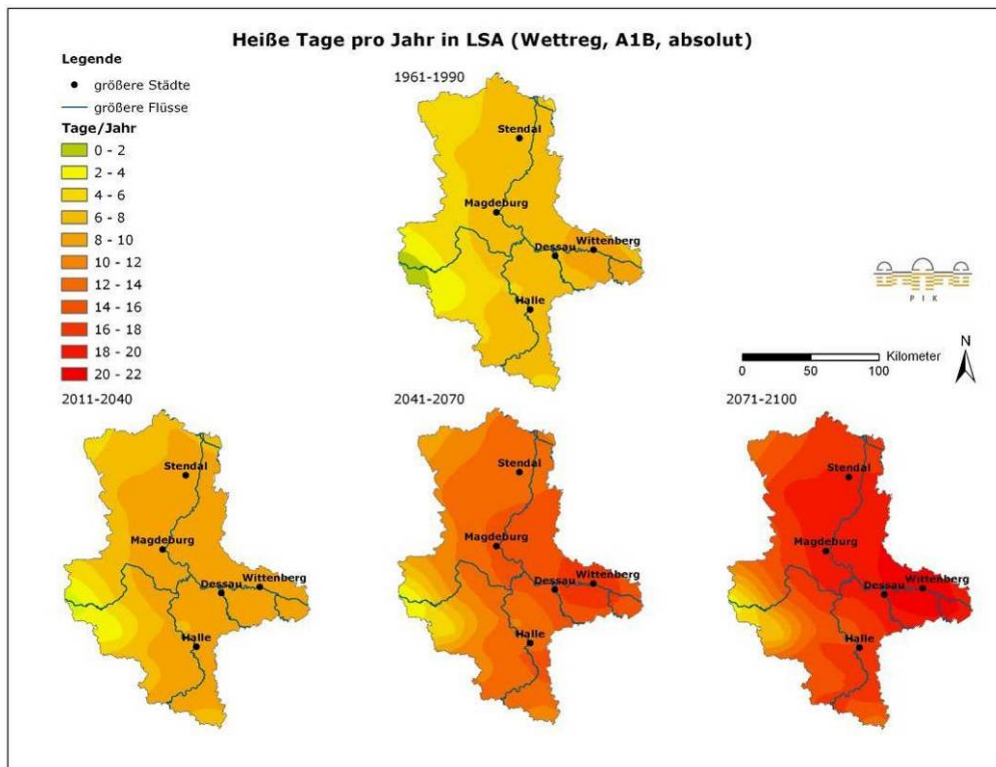 Heiße Tage pro Jahr in LSA (Wettreg, A1B, absolut)
Legende
größere Städte
größere Flüsse
Tage/Jahr
0 - 2
2 - 4
4 - 6
6 - 8
8 - 10
10 - 12
12 - 14
14 - 16
16 - 18
18 - 20
20 - 22
1961-1990
Stendal
Magdeburg
Dessau
Wittenberg
Halle
P I K
Kilometer
0 50 100
N
2011-2040
Stendal
Magdeburg
Dessau
Wittenberg
Halle
2041-2070
Stendal
Magdeburg
Dessau
Wittenberg
Halle
2071-2100
Stendal
Magdeburg
Dessau
Wittenberg
Halle